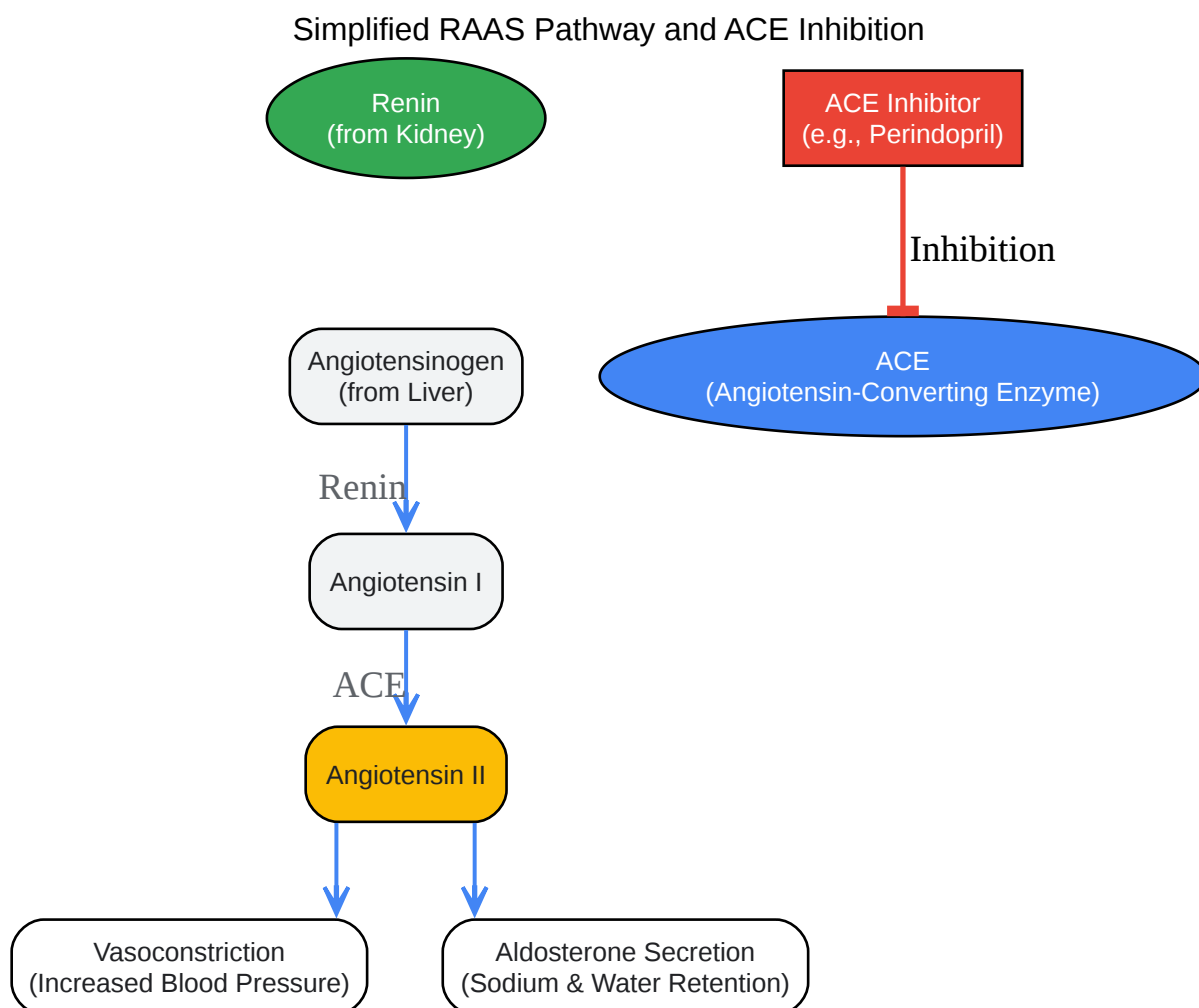 Simplified RAAS Pathway and ACE Inhibition
Renin
(from Kidney)
ACE Inhibitor
(e.g., Perindopril)
Inhibition
Angiotensinogen
(from Liver)
ACE
(Angiotensin-Converting Enzyme)
Renin
Angiotensin I
ACE
Angiotensin II
Vasoconstriction
(Increased Blood Pressure)
Aldosterone Secretion
(Sodium & Water Retention)